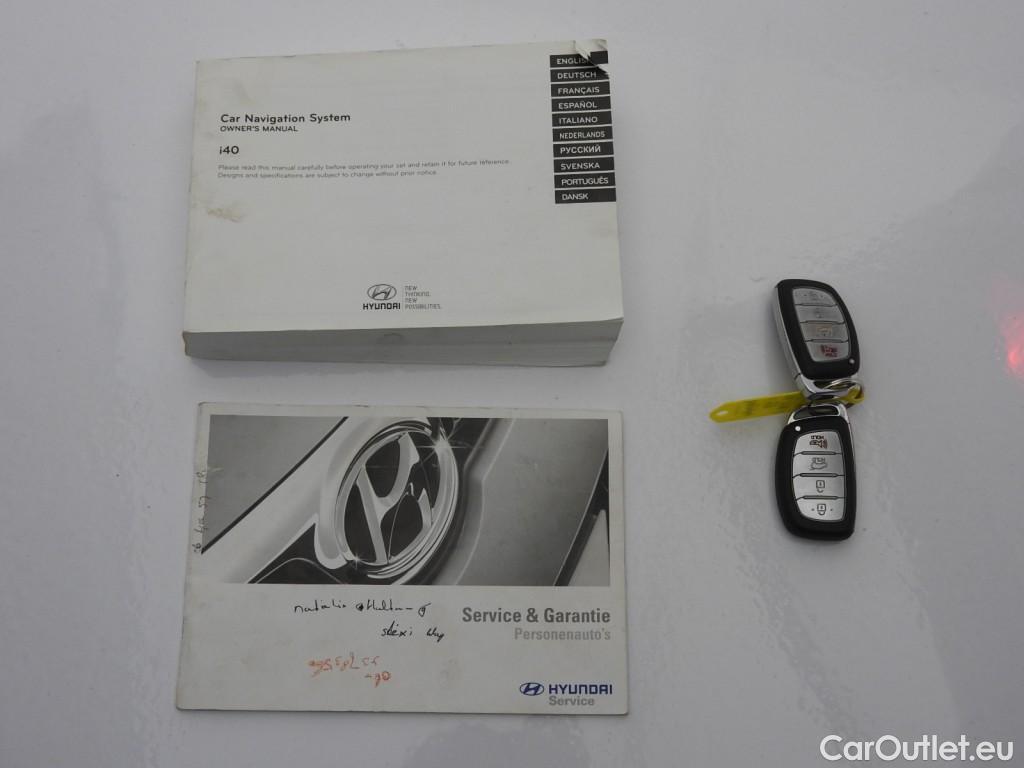 Car Navigation System
OWNER'S MANUAL
i40
Please read this manual carefully before operating your set and retain it for future reference.
Designs and specifications are subject to change without prior notice.
ENGLISH
DEUTSCH
FRANÇAIS
ESPAÑOL
ITALIANO
NEDERLANDS
РУССКИЙ
SVENSKA
PORTUGUÊS
DANSK
HYUNDAI
NEW
THINKING.
NEW
POSSIBILITIES.
Service & Garantie
Personenauto's
HYUNDAI
Service
HOLD
CarOutlet.eu